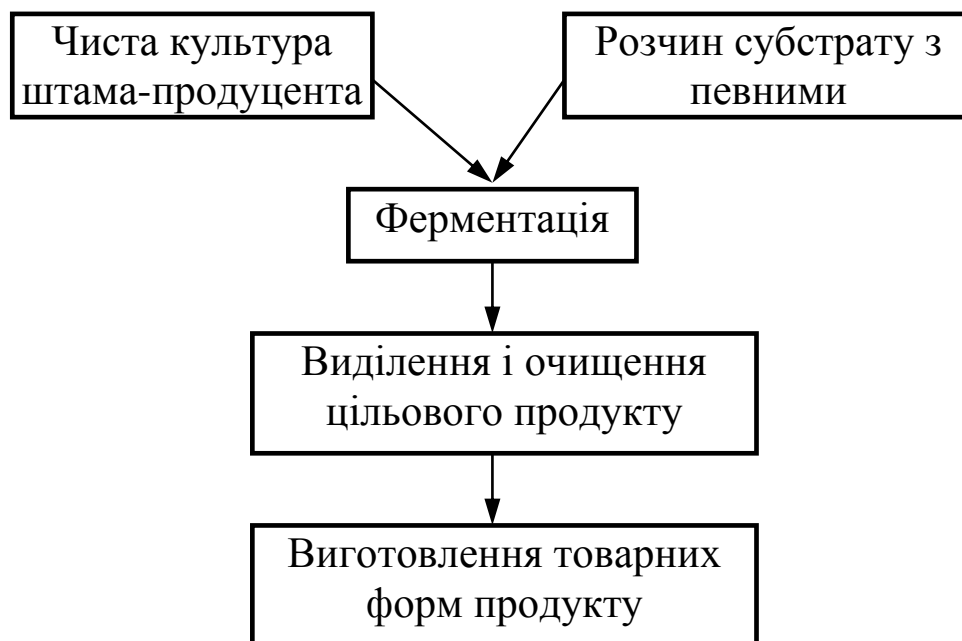 Чиста культура
штама-продуцента
Розчин субстрату з
певними
Ферментація
Виділення і очищення
цільового продукту
Виготовлення товарних
форм продукту